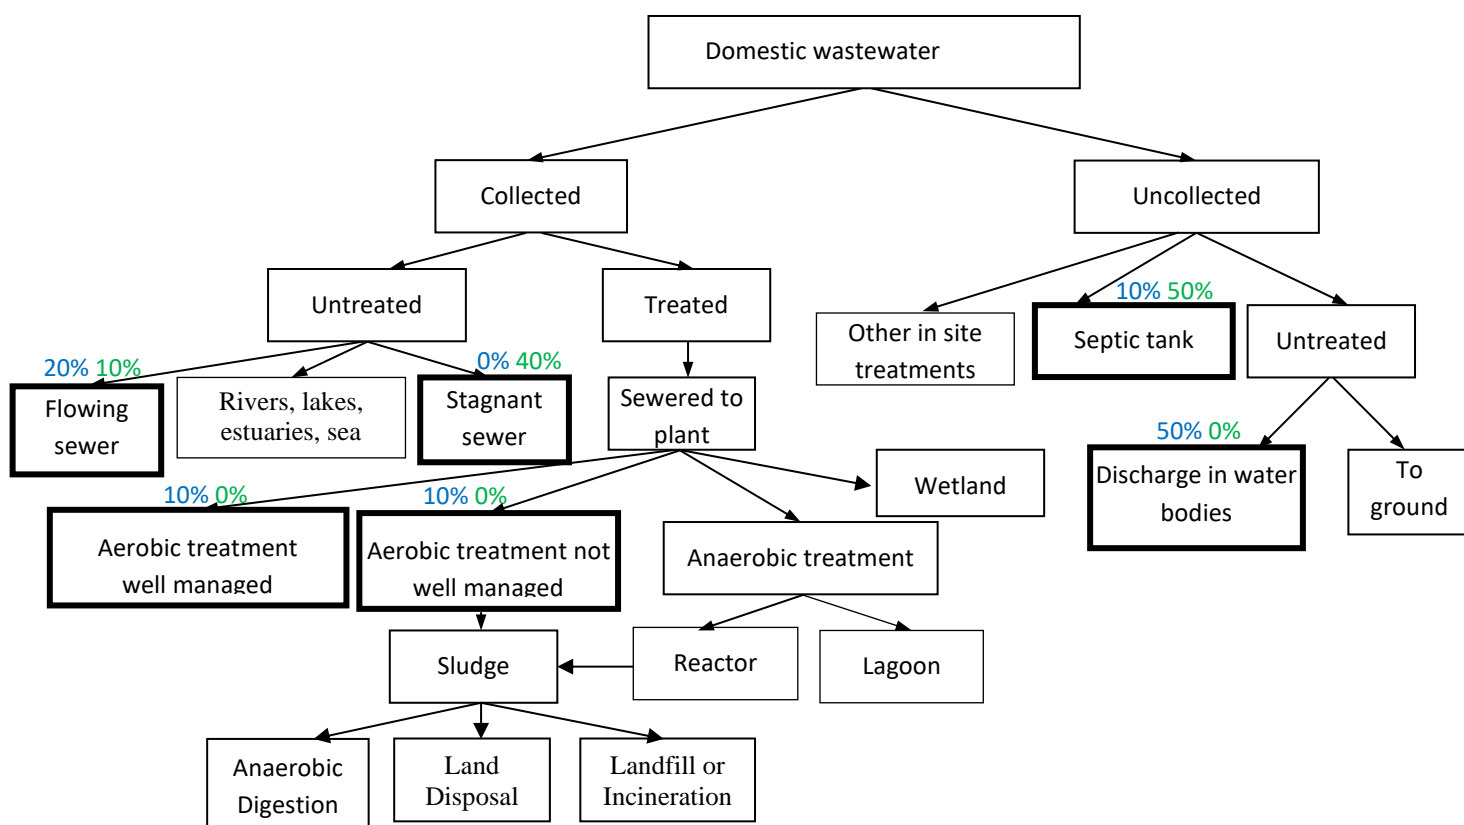 Domestic wastewater
Collected
Uncollected
Untreated
Treated
10% 50%
Other in site
treatments
Septic tank
Untreated
20% 10%
0% 40%
Flowing
sewer
Rivers, lakes,
estuaries, sea
Stagnant
sewer
Sewered to
plant
50% 0%
Discharge in water
bodies
To
ground
Wetland
10% 0%
10% 0%
Aerobic treatment
well managed
Aerobic treatment not
well managed
Anaerobic treatment
Sludge
Reactor
Lagoon
Anaerobic
Digestion
Land
Disposal
Landfill or
Incineration